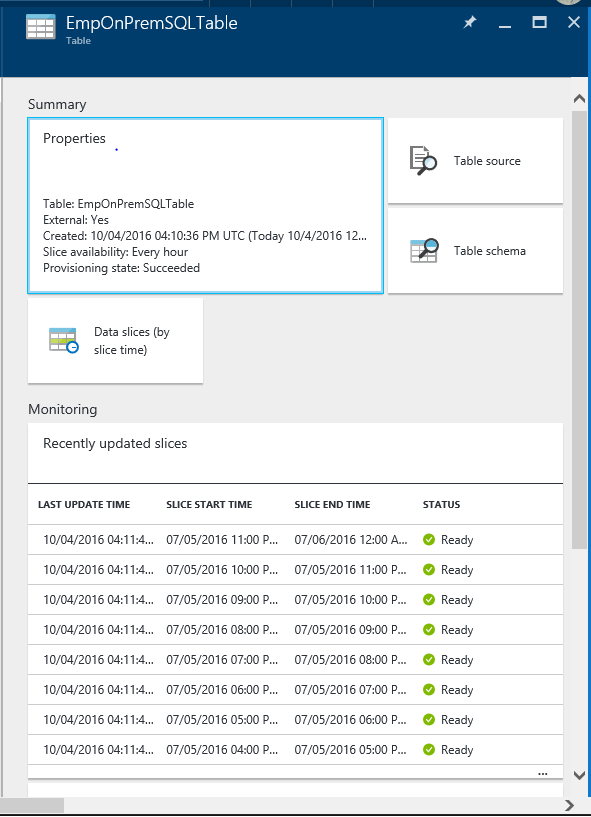 EmpOnPremSQLTable
Table
Summary
Properties
Table: EmpOnPremSQLTable
External: Yes
Created: 10/04/2016 04:10:36 PM UTC (Today 10/4/2016 12...
Slice availability: Every hour
Provisioning state: Succeeded
Table source
Table schema
Data slices (by
slice time)
Monitoring
Recently updated slices
LAST UPDATE TIME SLICE START TIME SLICE END TIME STATUS
10/04/2016 04:11:4... 07/05/2016 11:00 P... 07/06/2016 12:00 A... Ready
10/04/2016 04:11:4... 07/05/2016 10:00 P... 07/05/2016 11:00 P... Ready
10/04/2016 04:11:4... 07/05/2016 09:00 P... 07/05/2016 10:00 P... Ready
10/04/2016 04:11:4... 07/05/2016 08:00 P... 07/05/2016 09:00 P... Ready
10/04/2016 04:11:4... 07/05/2016 07:00 P... 07/05/2016 08:00 P... Ready
10/04/2016 04:11:4... 07/05/2016 06:00 P... 07/05/2016 07:00 P... Ready
10/04/2016 04:11:4... 07/05/2016 05:00 P... 07/05/2016 06:00 P... Ready
10/04/2016 04:11:4... 07/05/2016 04:00 P... 07/05/2016 05:00 P... Ready
...